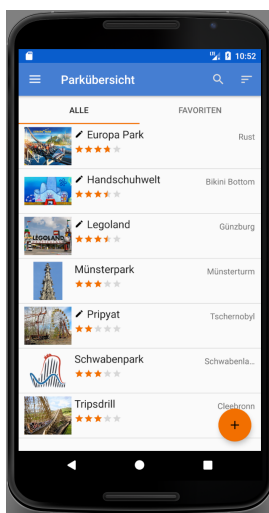 10:52
Parkübersicht
ALLE
FAVORITEN
Europa Park
Rust
Handschuhwelt
Bikini Bottom
Legoland
Günzburg
LEGOLAND
Münsterpark
Münsterturm
Pripyat
Tschernobyl
Schwabenpark
Schwabenla...
Tripsdrill
Cleebronn
+